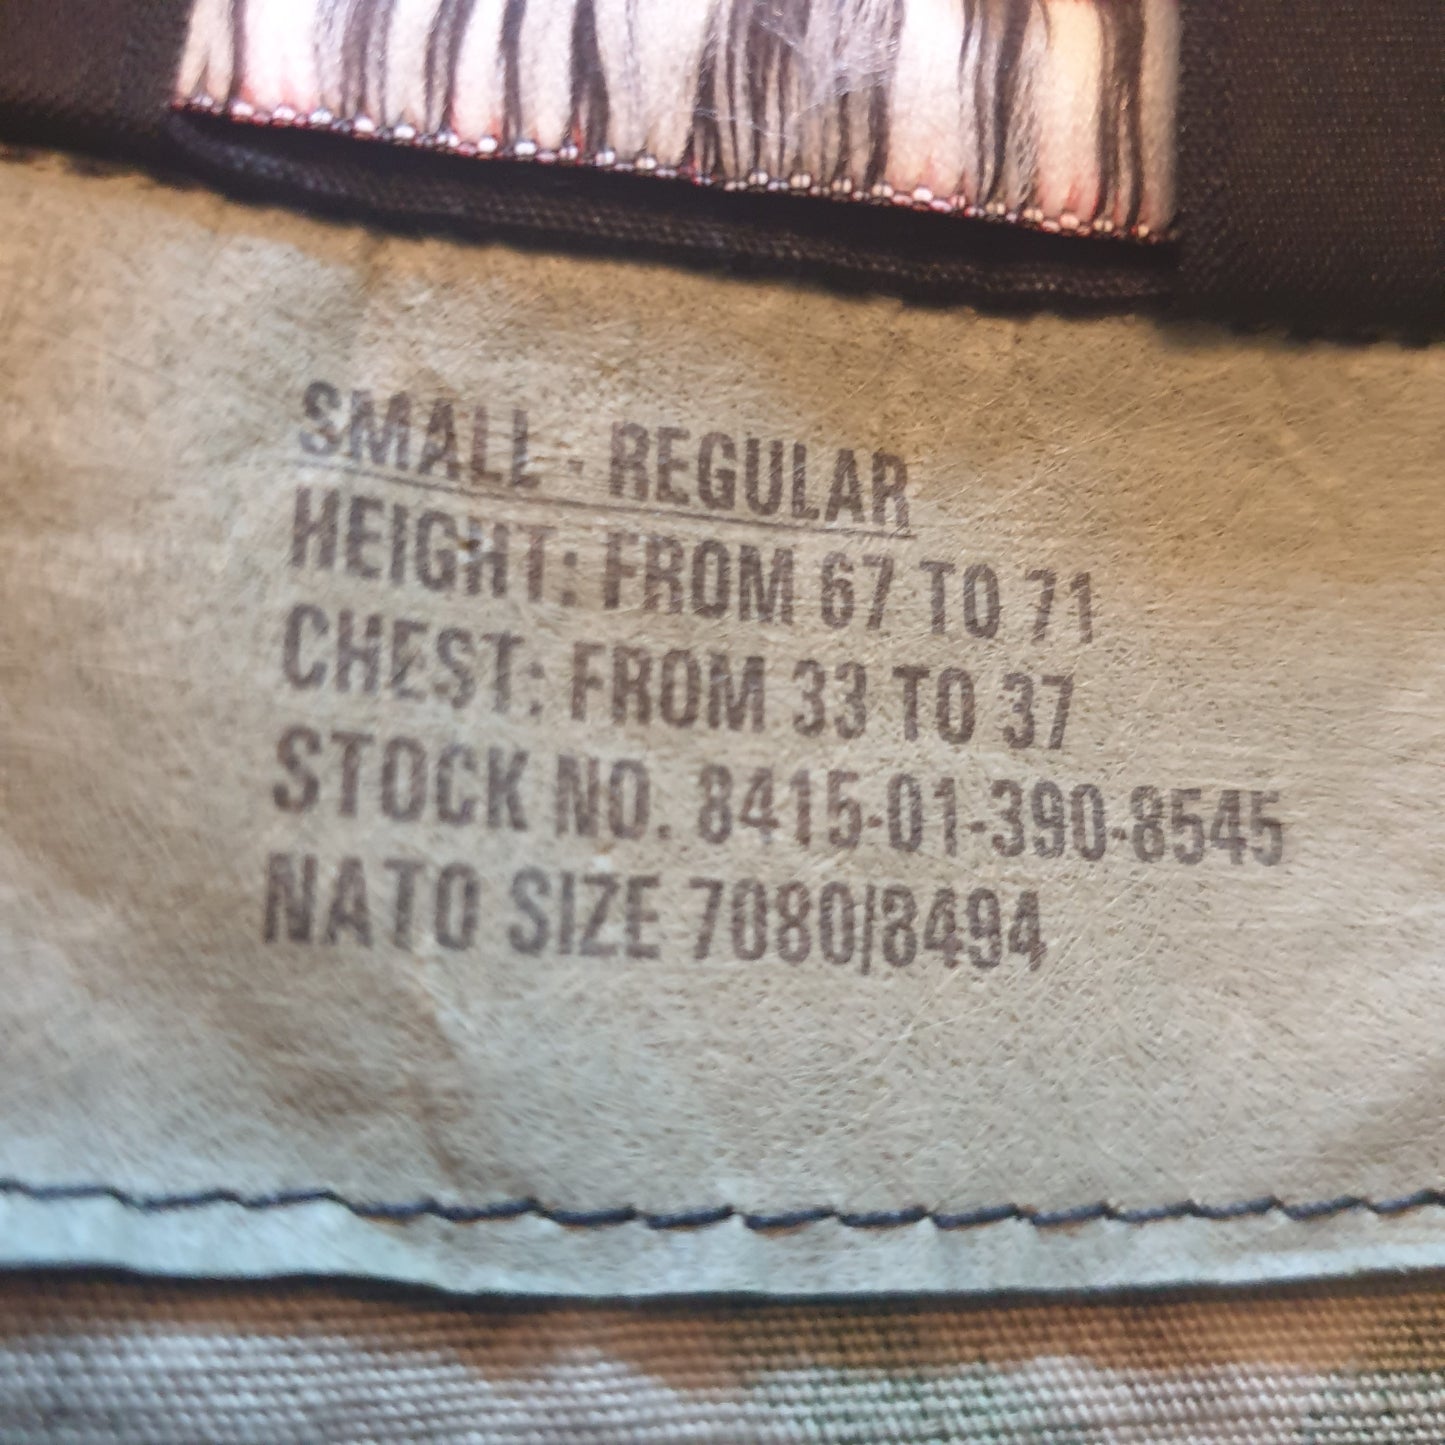 SMALL - REGULAR
HEIGHT: FROM 67 TO 71
CHEST: FROM 33 TO 37
STOCK NO. 8415-01-390-8545
NATO SIZE 7080/8494